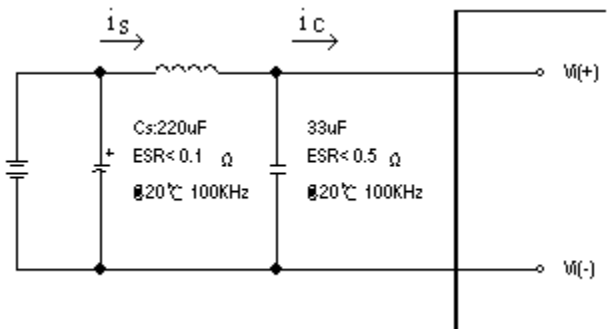 is
ic
Vi(+)
Cs:220uF
ESR<0.1 Ω
@20℃ 100KHz
33uF
ESR<0.5 Ω
@20℃ 100KHz
+
Vi(-)